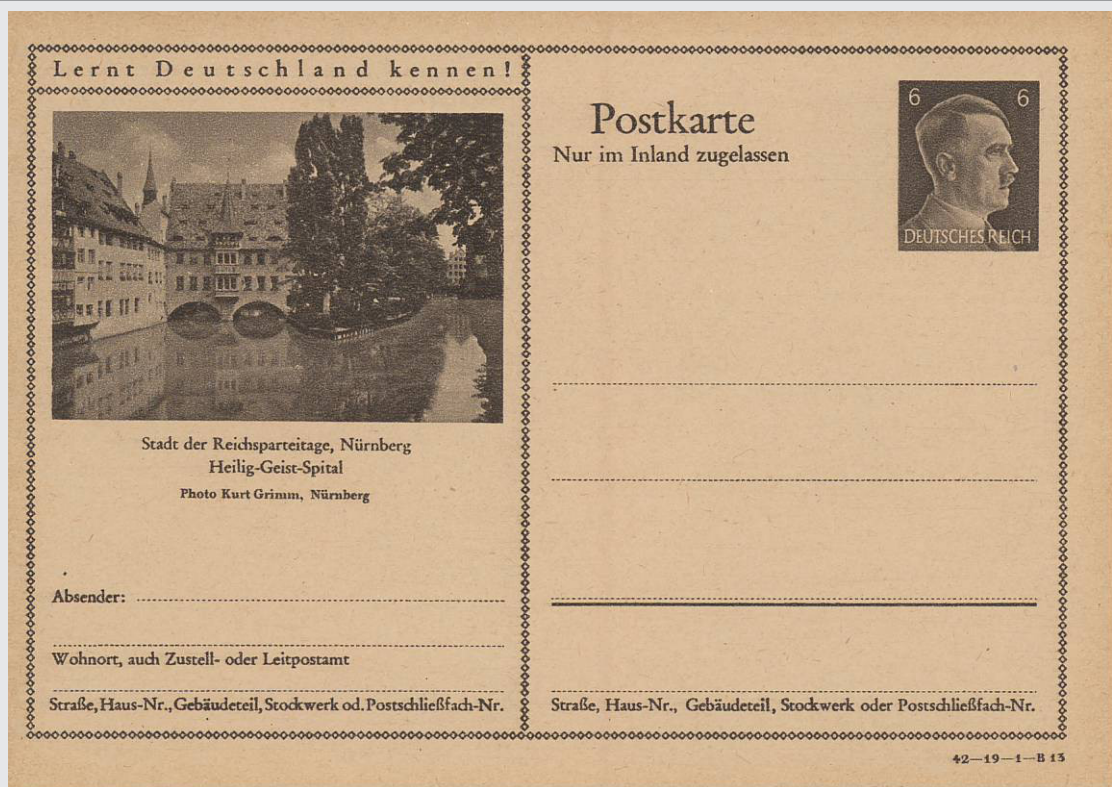 Lernt Deutschland kennen!
Stadt der Reichsparteitage, Nürnberg
Heilig-Geist-Spital
Photo Kurt Grimm, Nürnberg
Absender:
Wohnort, auch Zustell- oder Leitpostamt
Straße, Haus-Nr., Gebäudeteil, Stockwerk od. Postschließfach-Nr.
Postkarte
Nur im Inland zugelassen
6 6
DEUTSCHES REICH
Straße, Haus-Nr., Gebäudeteil, Stockwerk oder Postschließfach-Nr.
42—19—1—B 13